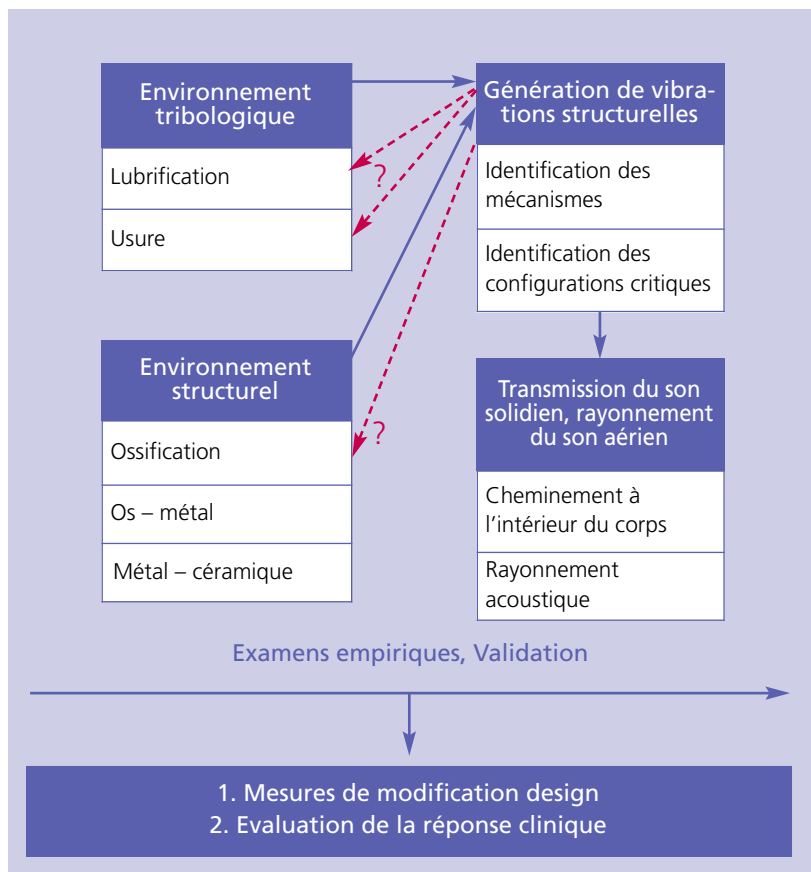 Environnement
tribologique
Lubrification
Usure
?
Génération de vibra-
tions structurelles
Identification des
mécanismes
Identification des
configurations critiques
Environnement
structurel
Ossification
Os – métal
Métal – céramique
?
Transmission du son
solidien, rayonnement
du son aérien
Cheminement à
l’intérieur du corps
Rayonnement
acoustique
Examens empiriques, Validation
1. Mesures de modification design
2. Evaluation de la réponse clinique